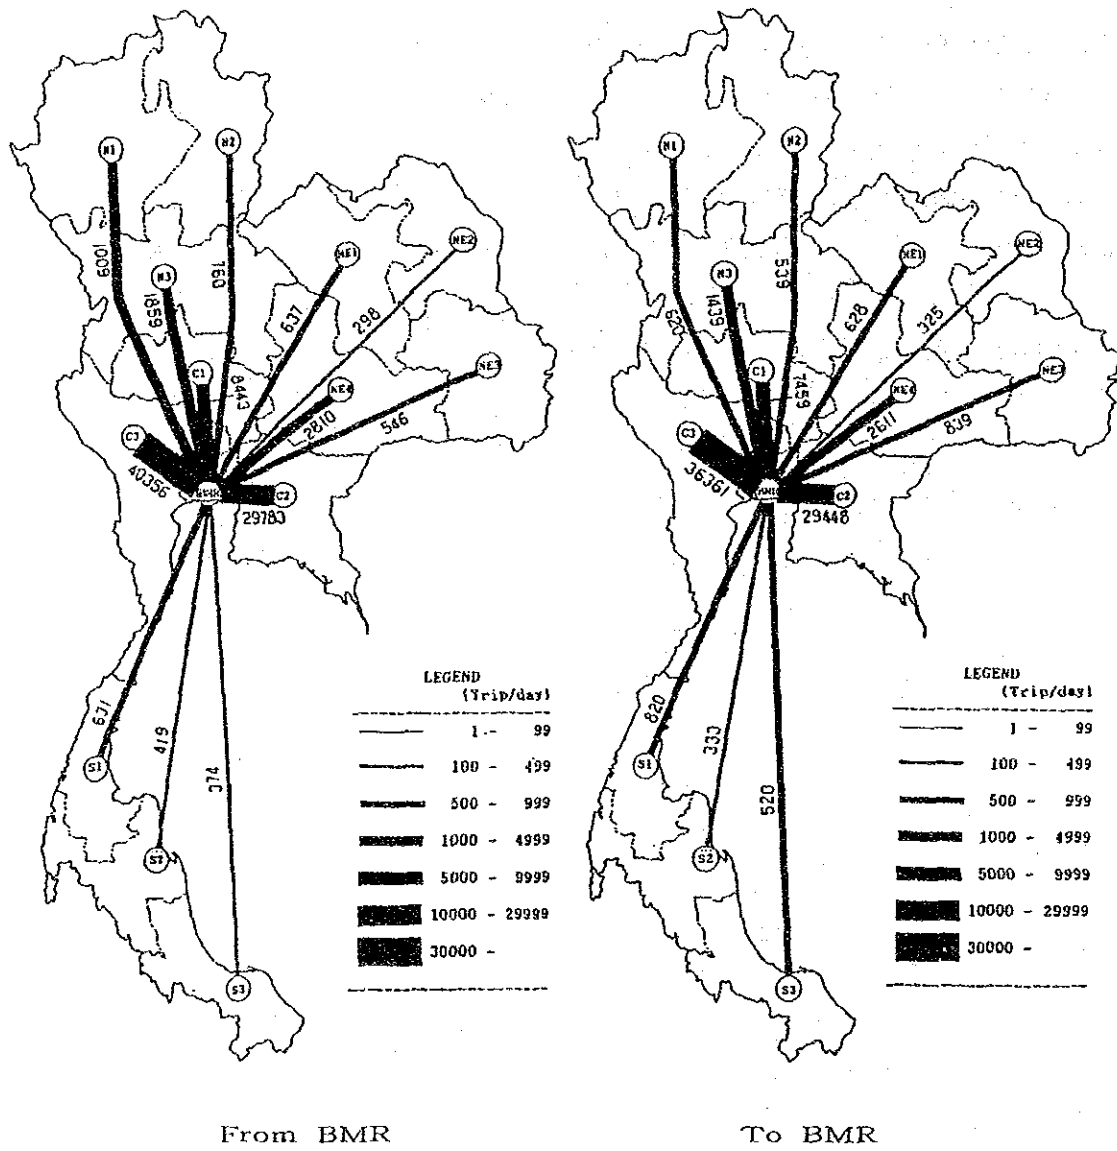 N1
N2
1009
N3
1859
760
NE1
NE2
637
298
C1
8443
NE4
NE3
2810
546
C3
40356
C2
29780
631
419
374
S1
S2
S3
LEGEND
(Trip/day)
1 - 99
100 - 499
500 - 999
1000 - 4999
5000 - 9999
10000 - 29999
30000 -
From BMR
N1
N2
620
N3
1439
539
NE1
NE2
628
325
C1
7459
NE4
NE3
2611
809
C3
36361
C2
29448
820
333
520
S1
S2
S3
LEGEND
(Trip/day)
1 - 99
100 - 499
500 - 999
1000 - 4999
5000 - 9999
10000 - 29999
30000 -
To BMR